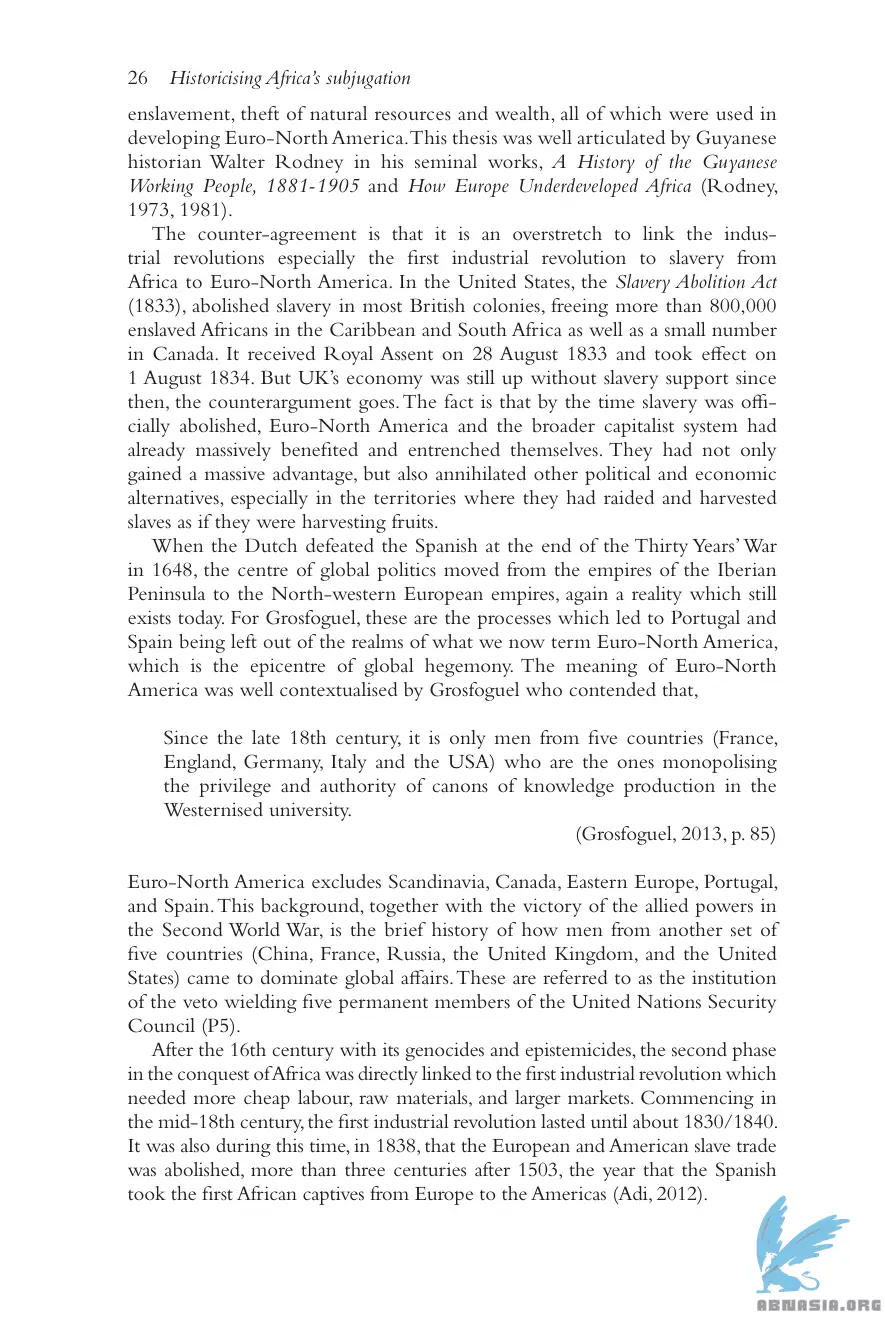 26 Historicising Africa's subjugation
enslavement, theft of natural resources and wealth, all of which were used in
developing Euro-North America. This thesis was well articulated by Guyanese
historian Walter Rodney in his seminal works, A History of the Guyanese
Working People, 1881-1905 and How Europe Underdeveloped Africa (Rodney,
1973, 1981).
The counter-agreement is that it is an overstretch to link the indus-
trial revolutions especially the first industrial revolution to slavery from
Africa to Euro-North America. In the United States, the Slavery Abolition Act
(1833), abolished slavery in most British colonies, freeing more than 800,000
enslaved Africans in the Caribbean and South Africa as well as a small number
in Canada. It received Royal Assent on 28 August 1833 and took effect on
1 August 1834. But UK's economy was still up without slavery support since
then, the counterargument goes. The fact is that by the time slavery was offi-
cially abolished, Euro-North America and the broader capitalist system had
already massively benefited and entrenched themselves. They had not only
gained a massive advantage, but also annihilated other political and economic
alternatives, especially in the territories where they had raided and harvested
slaves as if they were harvesting fruits.
When the Dutch defeated the Spanish at the end of the Thirty Years' War
in 1648, the centre of global politics moved from the empires of the Iberian
Peninsula to the North-western European empires, again a reality which still
exists today. For Grosfoguel, these are the processes which led to Portugal and
Spain being left out of the realms of what we now term Euro-North America,
which is the epicentre of global hegemony. The meaning of Euro-North
America was well contextualised by Grosfoguel who contended that,
Since the late 18th century, it is only men from five countries (France,
England, Germany, Italy and the USA) who are the ones monopolising
the privilege and authority of canons of knowledge production in the
Westernised university.
(Grosfoguel, 2013, p. 85)
Euro-North America excludes Scandinavia, Canada, Eastern Europe, Portugal,
and Spain. This background, together with the victory of the allied powers in
the Second World War, is the brief history of how men from another set of
five countries (China, France, Russia, the United Kingdom, and the United
States) came to dominate global affairs. These are referred to as the institution
of the veto wielding five permanent members of the United Nations Security
Council (P5).
After the 16th century with its genocides and epistemicides, the second phase
in the conquest of Africa was directly linked to the first industrial revolution which
needed more cheap labour, raw materials, and larger markets. Commencing in
the mid-18th century, the first industrial revolution lasted until about 1830/1840.
It was also during this time, in 1838, that the European and American slave trade
was abolished, more than three centuries after 1503, the year that the Spanish
took the first African captives from Europe to the Americas (Adi, 2012).
ABNASIA.ORG